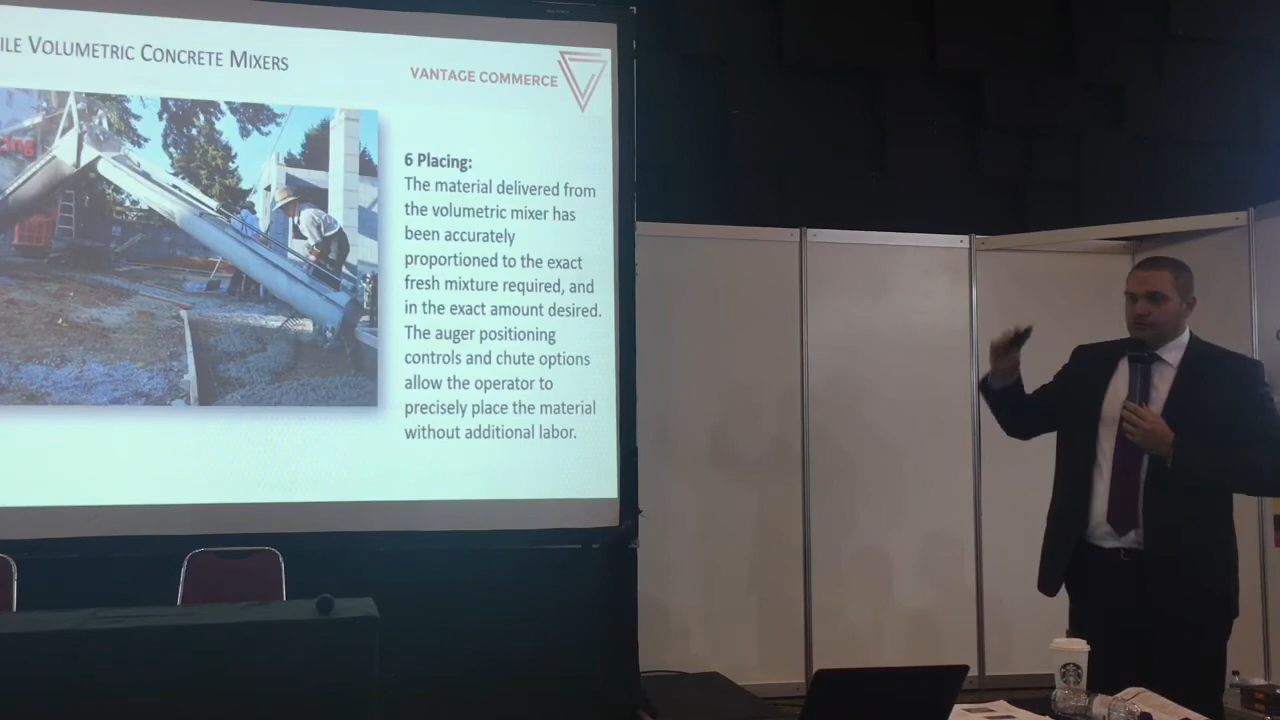 ILE VOLUMETRIC CONCRETE MIXERS
VANTAGE COMMERCE
cing
6 Placing:
The material delivered from
the volumetric mixer has
been accurately
proportioned to the exact
fresh mixture required, and
in the exact amount desired.
The auger positioning
controls and chute options
allow the operator to
precisely place the material
without additional labor.